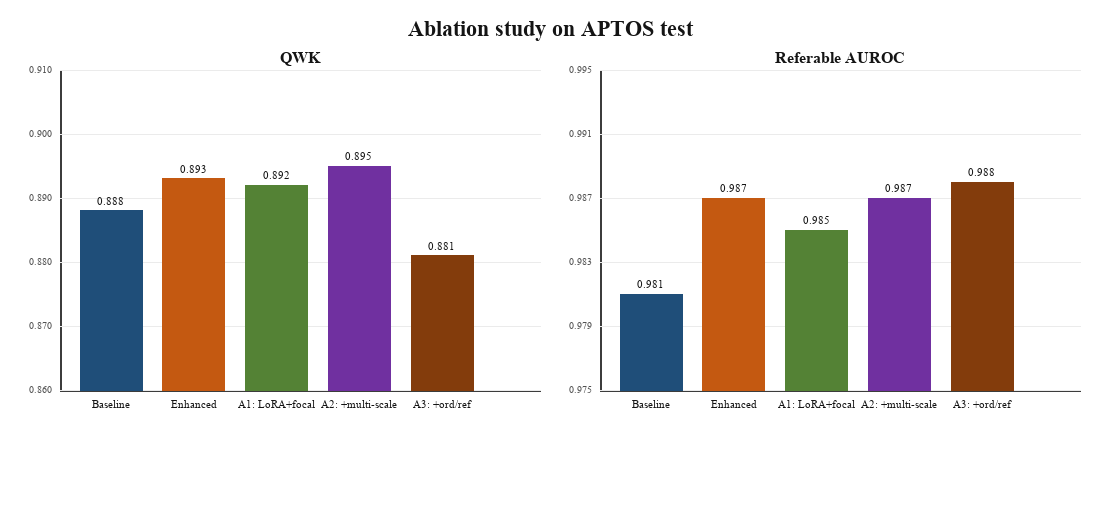 Ablation study on APTOS test
QWK
0.910
0.900
0.890
0.880
0.870
0.860
0.888
0.893
0.892
0.895
0.881
Baseline
Enhanced
A1: LoRA+focal
A2: +multi-scale
A3: +ord/ref
Referable AUROC
0.995
0.991
0.987
0.983
0.979
0.975
0.981
0.987
0.985
0.987
0.988
Baseline
Enhanced
A1: LoRA+focal
A2: +multi-scale
A3: +ord/ref